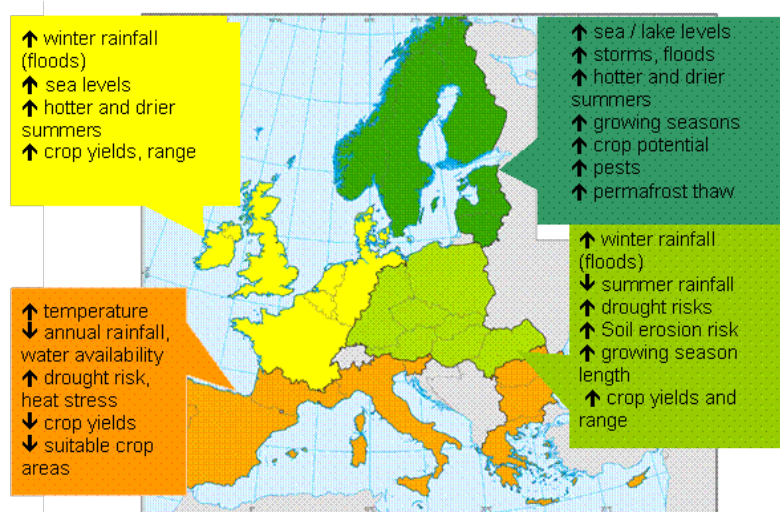 ↑ winter rainfall
(floods)
↑ sea levels
↑ hotter and drier
summers
↑ crop yields, range
↑ sea / lake levels
↑ storms, floods
↑ hotter and drier
summers
↑ growing seasons
↑ crop potential
↑ pests
↑ permafrost thaw
↑ temperature
↓ annual rainfall,
water availability
↑ drought risk,
heat stress
↓ crop yields
↓ suitable crop
areas
↑ winter rainfall
(floods)
↓ summer rainfall
↑ drought risks
↑ Soil erosion risk
↑ growing season
length
↑ crop yields and
range